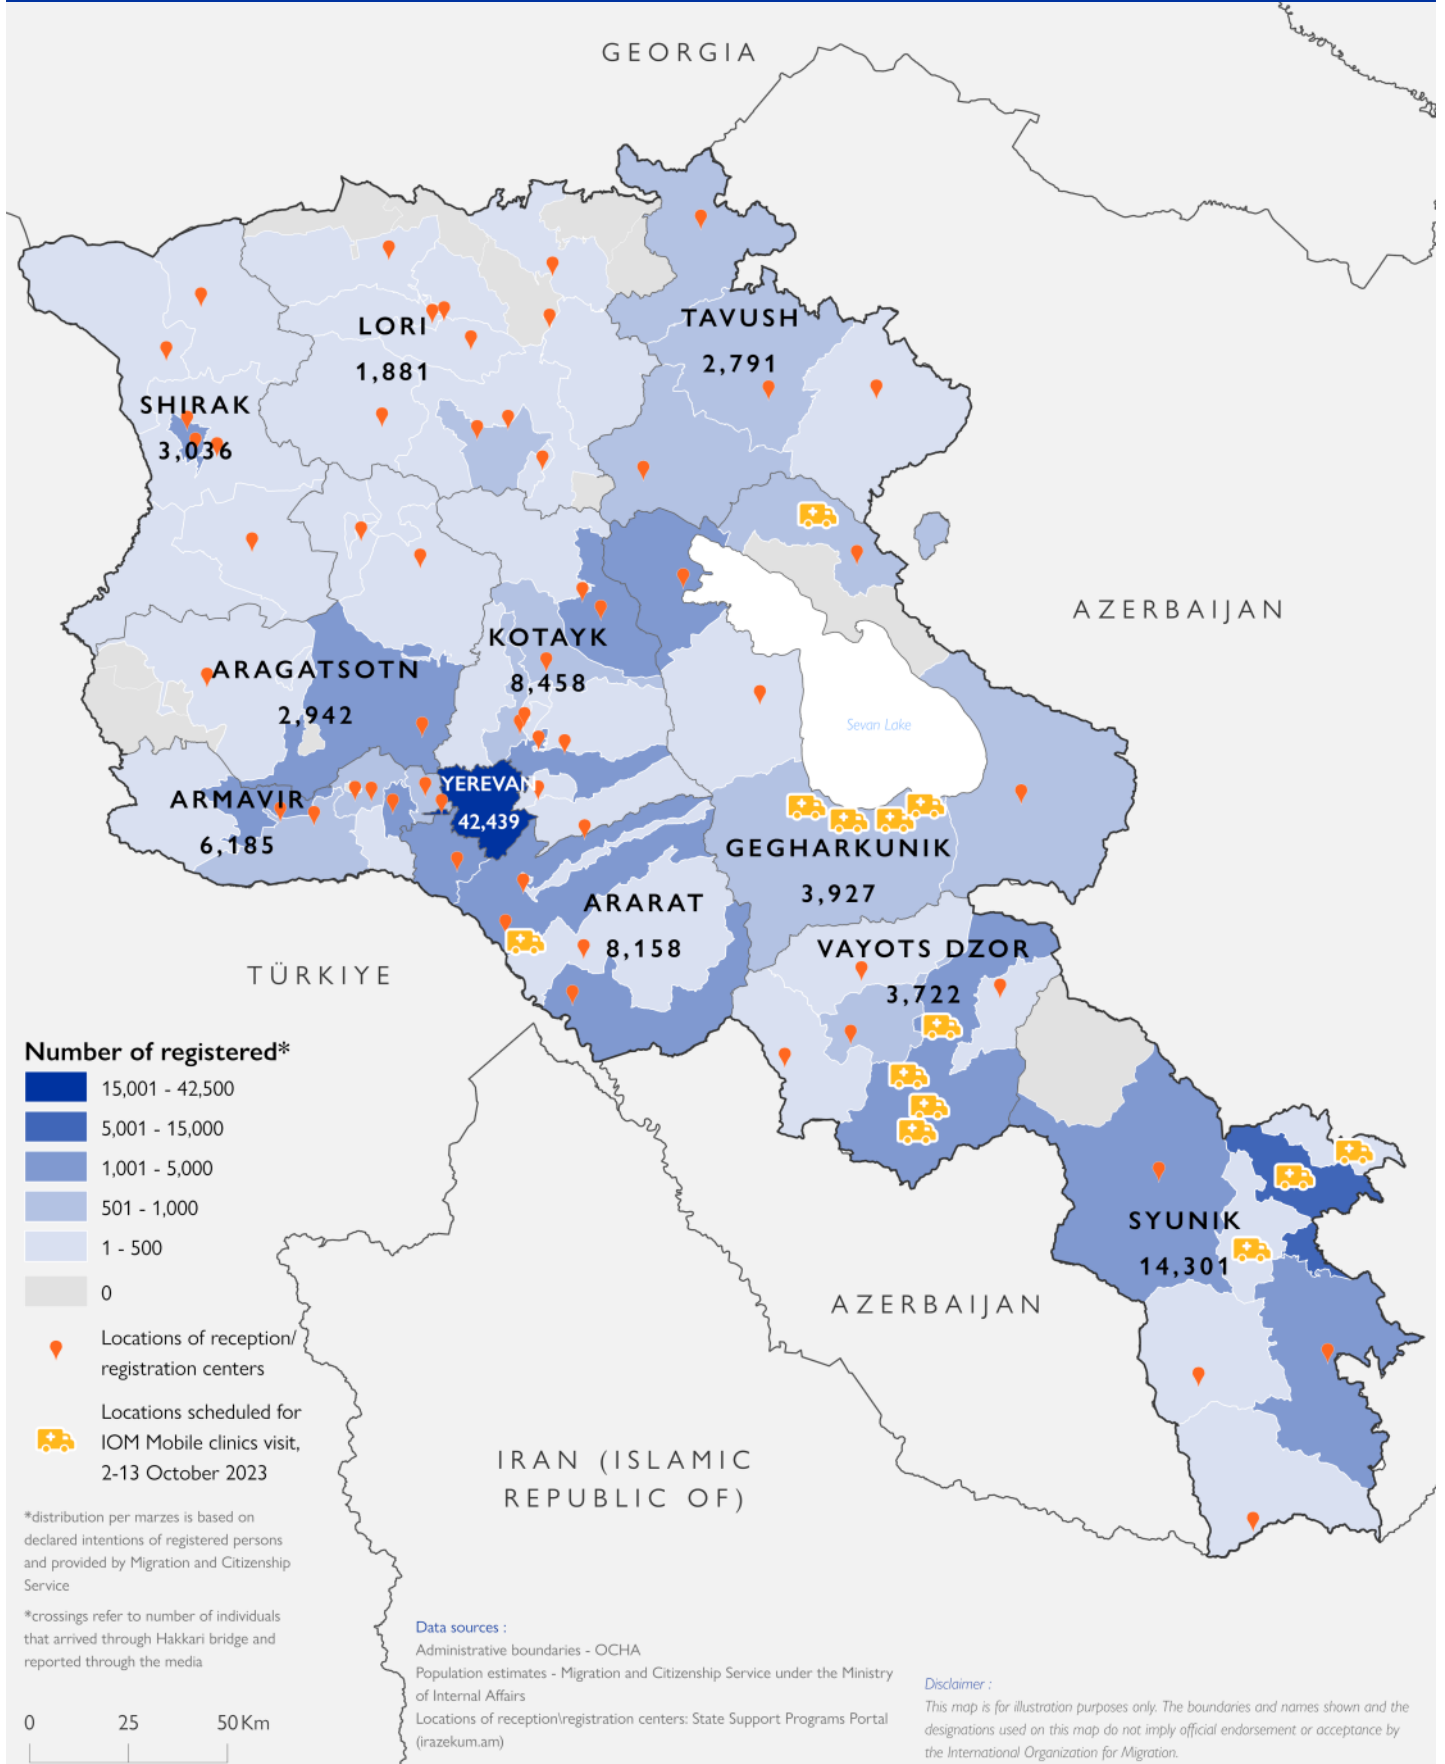 GEORGIA
LORI
1,881
TAVUSH
2,791
SHIRAK
3,036
AZERBAIJAN
KOTAYK
8,458
ARAGATSOTN
2,942
Sevan Lake
YEREVAN
42,439
ARMAVIR
6,185
GEGHARKUNIK
3,927
ARARAT
8,158
VAYOTS DZOR
3,722
TÜRKIYE
SYUNIK
14,301
AZERBAIJAN
IRAN (ISLAMIC
REPUBLIC OF)
Number of registered*
15,001 - 42,500
5,001 - 15,000
1,001 - 5,000
501 - 1,000
1 - 500
0
Locations of reception/
registration centers
Locations scheduled for
IOM Mobile clinics visit,
2-13 October 2023
*distribution per marzes is based on
declared intentions of registered persons
and provided by Migration and Citizenship
Service
*crossings refer to number of individuals
that arrived through Hakkari bridge and
reported through the media
0 25 50 Km
Data sources :
Administrative boundaries - OCHA
Population estimates - Migration and Citizenship Service under the Ministry
of Internal Affairs
Locations of reception\registration centers: State Support Programs Portal
(irazekum.am)
Disclaimer :
This map is for illustration purposes only. The boundaries and names shown and the
designations used on this map do not imply official endorsement or acceptance by
the International Organization for Migration.